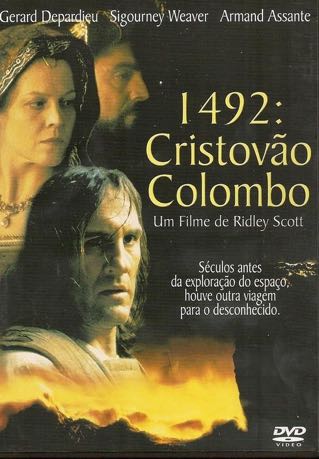 Gerard Depardieu Sigourney Weaver Armand Assante
1492:
Cristovão
Colombo
Um Filme de Ridley Scott
Séculos antes
da exploração do espaço,
houve outra viagem
para o desconhecido.
DVD
VIDEO